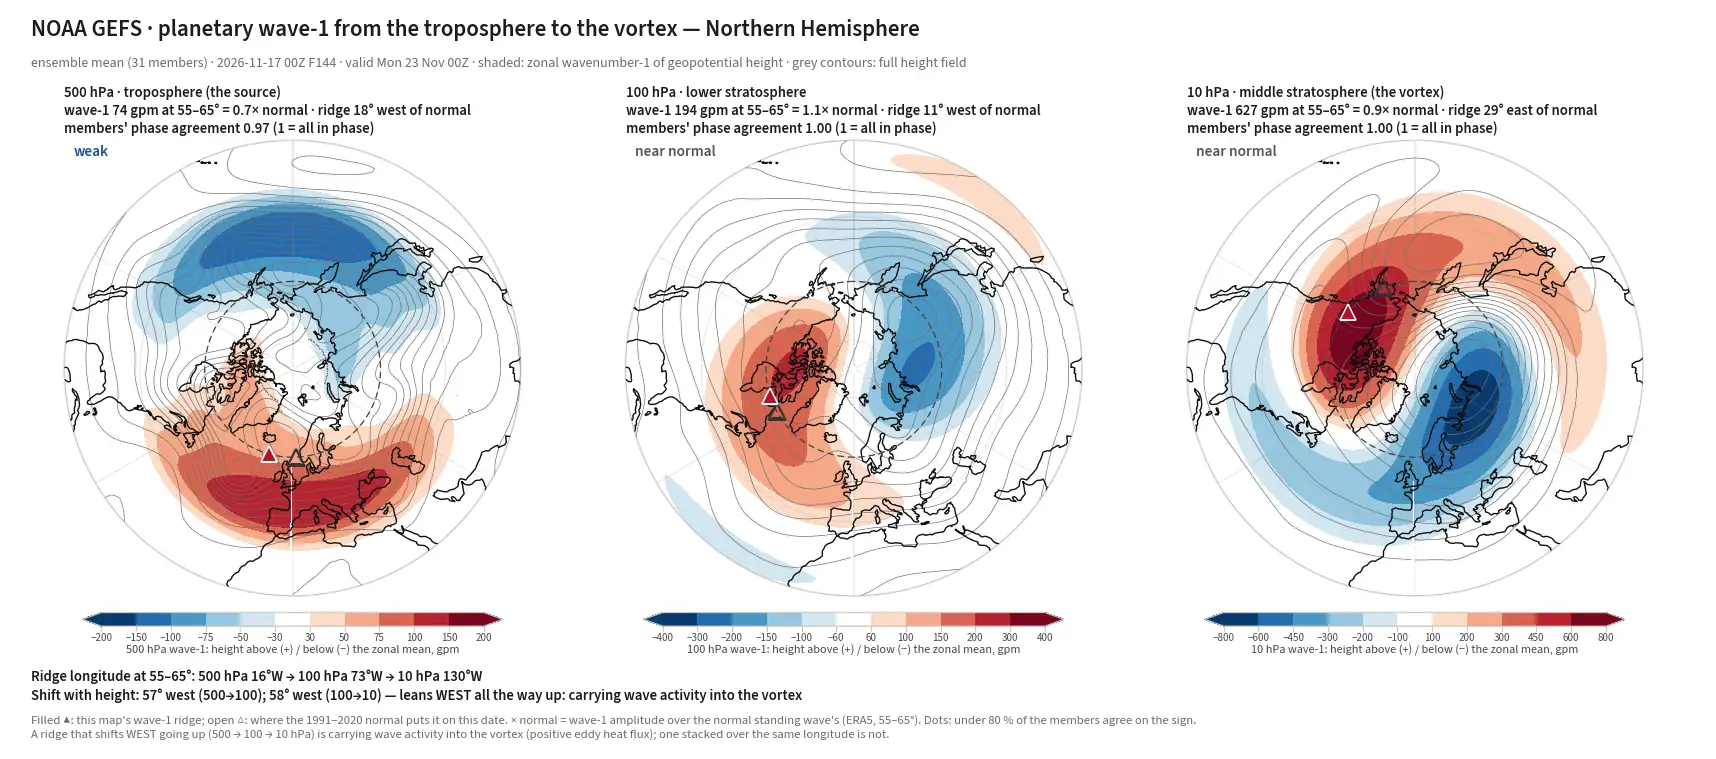 NOAA GEFS · planetary wave-1 from the troposphere to the vortex — Northern Hemisphere
ensemble mean (31 members) · 2026-11-17 00Z F144 · valid Mon 23 Nov 00Z · shaded: zonal wavenumber-1 of geopotential height · grey contours: full height field
500 hPa · troposphere (the source)
wave-1 74 gpm at 55–65° = 0.7× normal · ridge 18° west of normal
members' phase agreement 0.97 (1 = all in phase)
weak
100 hPa · lower stratosphere
wave-1 194 gpm at 55–65° = 1.1× normal · ridge 11° west of normal
members' phase agreement 1.00 (1 = all in phase)
near normal
10 hPa · middle stratosphere (the vortex)
wave-1 627 gpm at 55–65° = 0.9× normal · ridge 29° east of normal
members' phase agreement 1.00 (1 = all in phase)
near normal
−200 −150 −100 −75 −50 −30 30 50 75 100 150 200
500 hPa wave-1: height above (+) / below (−) the zonal mean, gpm
−400 −300 −200 −150 −100 −60 60 100 150 200 300 400
100 hPa wave-1: height above (+) / below (−) the zonal mean, gpm
−800 −600 −450 −300 −200 −100 100 200 300 450 600 800
10 hPa wave-1: height above (+) / below (−) the zonal mean, gpm
Ridge longitude at 55–65°: 500 hPa 16°W → 100 hPa 73°W → 10 hPa 130°W
Shift with height: 57° west (500→100); 58° west (100→10) — leans WEST all the way up: carrying wave activity into the vortex
Filled ▲: this map's wave-1 ridge; open △: where the 1991–2020 normal puts it on this date. × normal = wave-1 amplitude over the normal standing wave's (ERA5, 55–65°). Dots: under 80 % of the members agree on the sign.
A ridge that shifts WEST going up (500 → 100 → 10 hPa) is carrying wave activity into the vortex (positive eddy heat flux); one stacked over the same longitude is not.